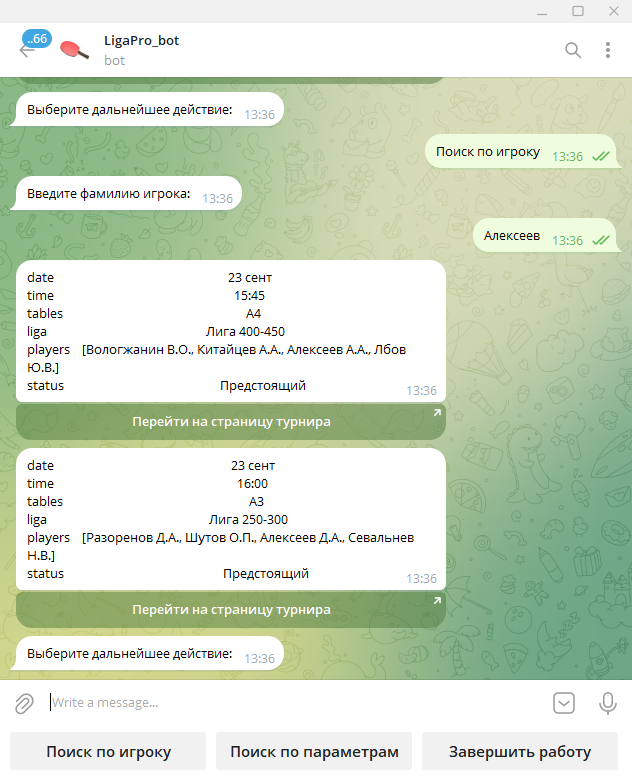 ..66
LigaPro_bot
bot
Выберите дальнейшее действие: 13:36
Поиск по игроку 13:36
Введите фамилию игрока: 13:36
Алексеев 13:36
date 23 сент
time 15:45
tables A4
liga Лига 400-450
players [Вологжанин В.О., Китайцев А.А., Алексеев А.А., Лбов
Ю.В.]
status Предстоящий 13:36
Перейти на страницу турнира
date 23 сент
time 16:00
tables A3
liga Лига 250-300
players [Разоренов Д.А., Шутов О.П., Алексеев Д.А., Севальнев
Н.В.]
status Предстоящий 13:36
Перейти на страницу турнира
Выберите дальнейшее действие: 13:36
Write a message...
Поиск по игроку Поиск по параметрам Завершить работу